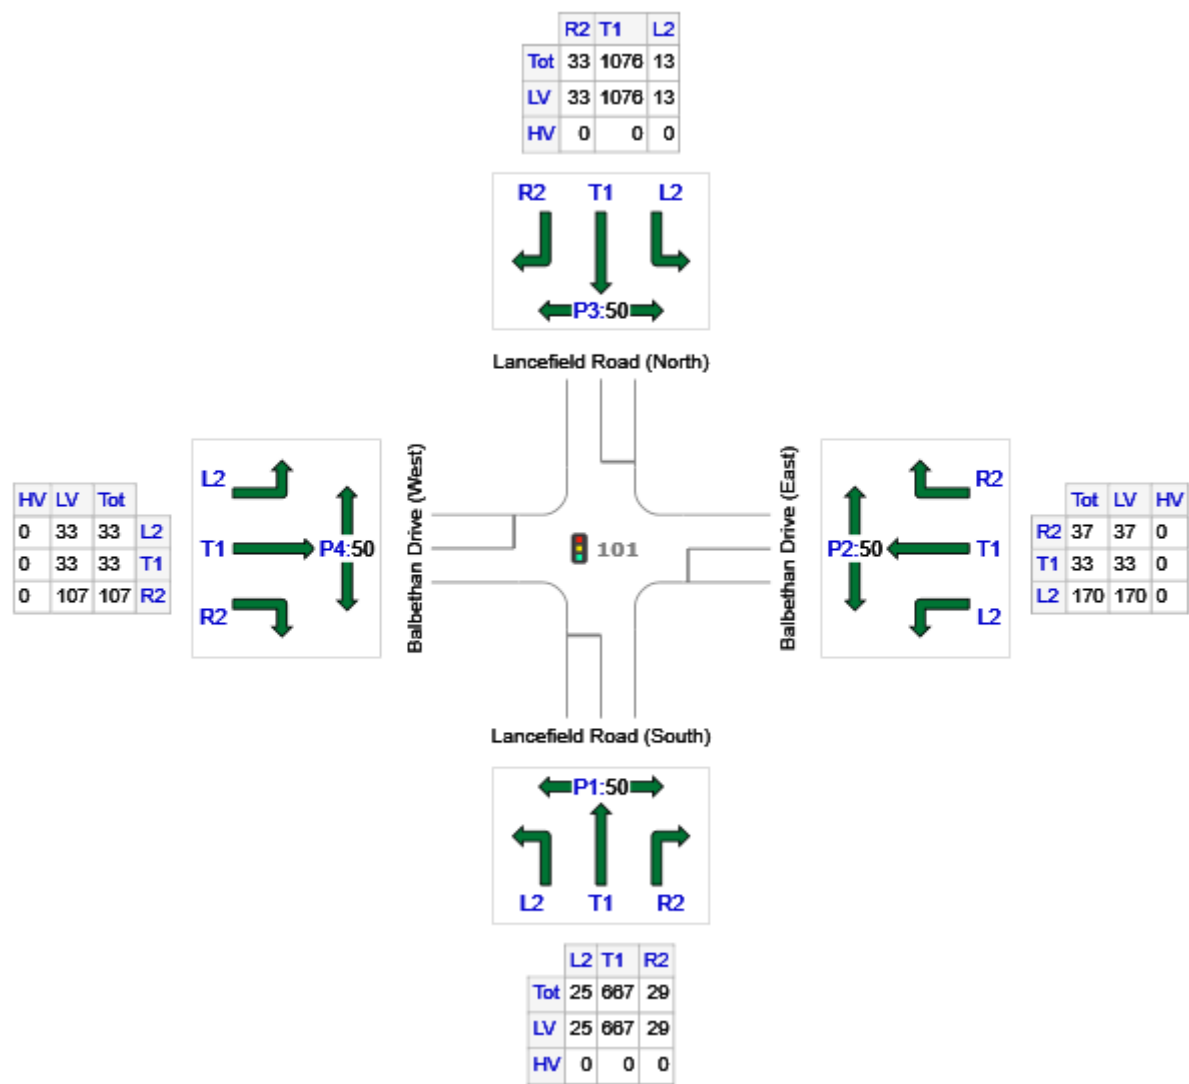 R2 T1 L2
Tot 33 1076 13
LV 33 1076 13
HV 0 0 0
R2 T1 L2
P3:50
Lancefield Road (North)
HV LV Tot
0 33 33 L2
0 33 33 T1
0 107 107 R2
L2
T1
P4:50
R2
Balbethan Drive (West)
101
Balbethan Drive (East)
R2
P2:50
T1
L2
Tot LV HV
R2 37 37 0
T1 33 33 0
L2 170 170 0
Lancefield Road (South)
P1:50
L2 T1 R2
L2 T1 R2
Tot 25 667 29
LV 25 667 29
HV 0 0 0